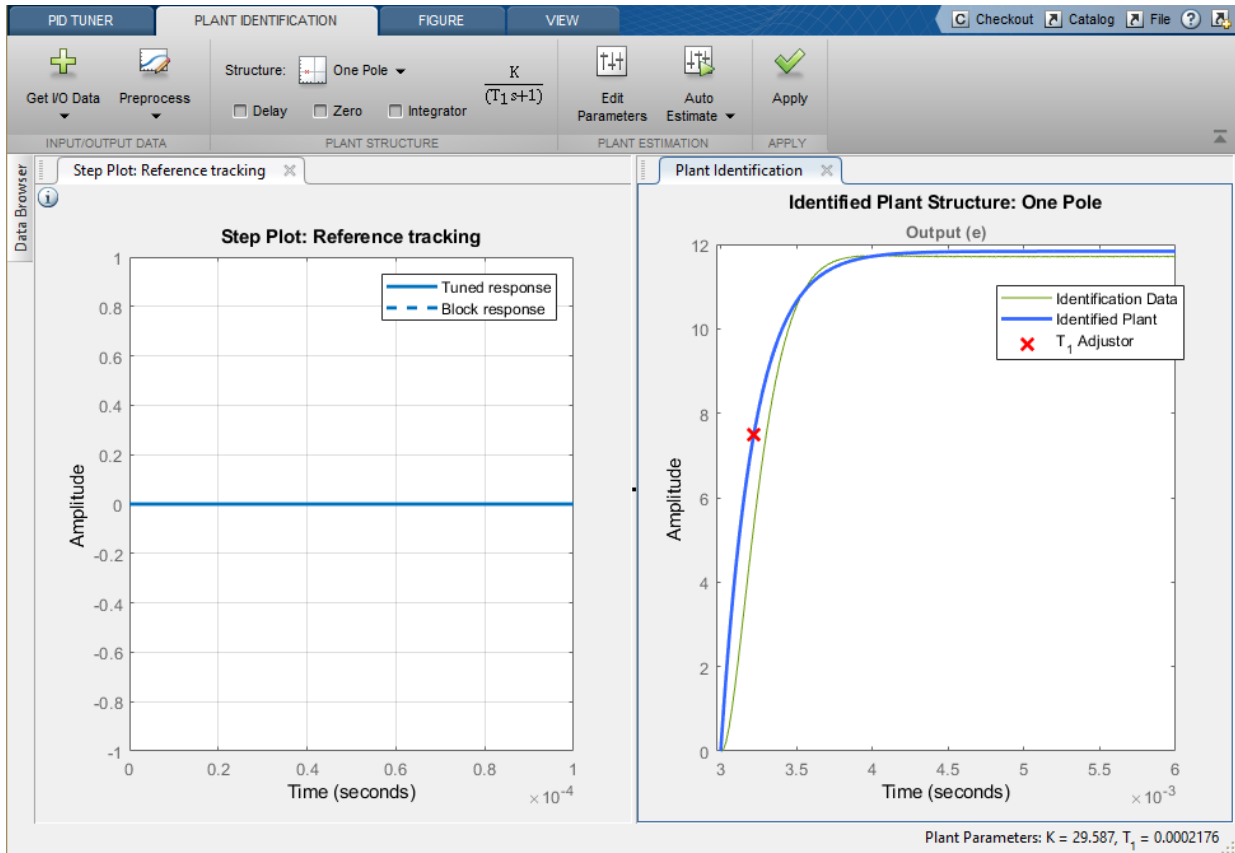 PID TUNER PLANT IDENTIFICATION FIGURE VIEW C Checkout Catalog File ?
Structure: One Pole
K
(T1s+1)
Get I/O Data Preprocess
Delay Zero Integrator
Edit Parameters
Auto Estimate
Apply
INPUT/OUTPUT DATA PLANT STRUCTURE PLANT ESTIMATION APPLY
Data Browser
Step Plot: Reference tracking
i
Step Plot: Reference tracking
Tuned response
Block response
Amplitude
1
0.8
0.6
0.4
0.2
0
-0.2
-0.4
-0.6
-0.8
-1
0 0.2 0.4 0.6 0.8 1
Time (seconds) ×10-4
Plant Identification
Identified Plant Structure: One Pole
Output (e)
Identification Data
Identified Plant
T1 Adjustor
Amplitude
12
10
8
6
4
2
0
3 3.5 4 4.5 5 5.5 6
Time (seconds) ×10-3
Plant Parameters: K = 29.587, T1 = 0.0002176